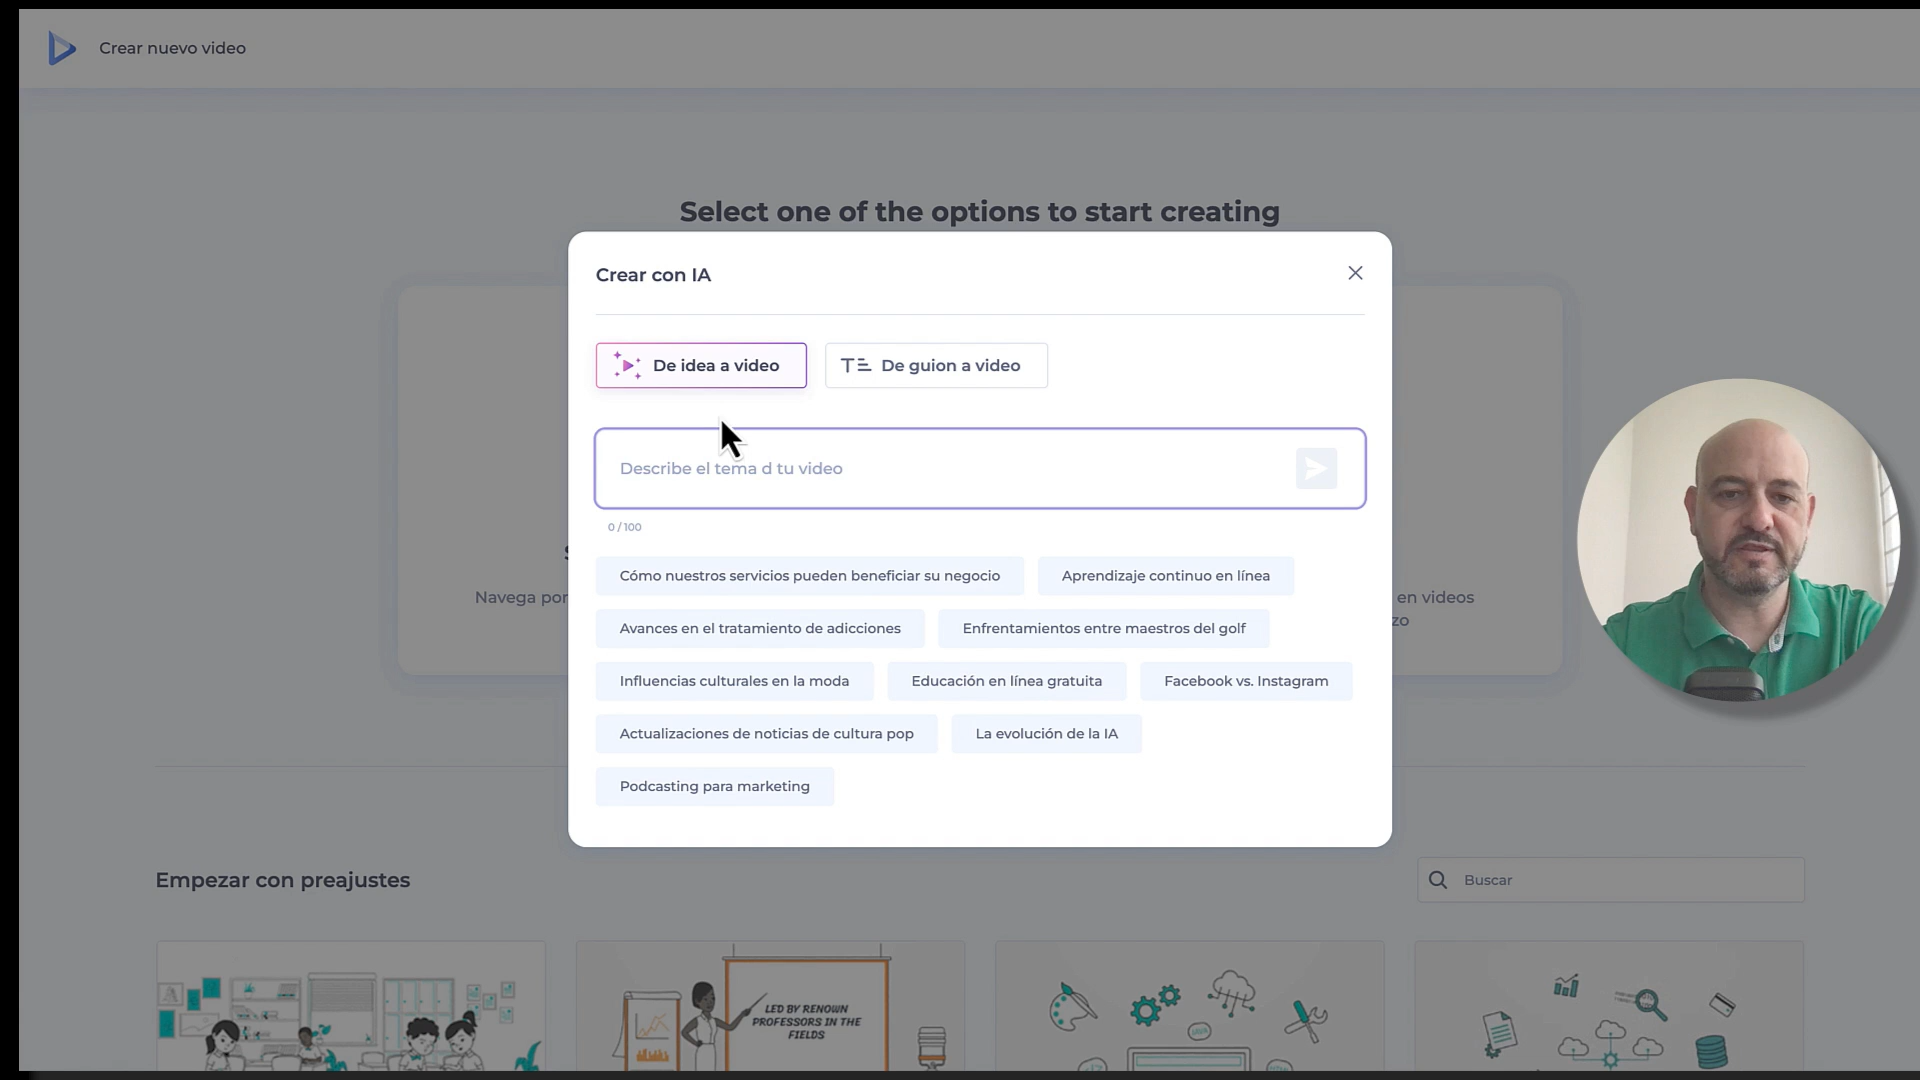 Crear nuevo video
Select one of the options to start creating
Crear con IA
De idea a video
De guion a video
Describe el tema d tu video
0 / 100
Cómo nuestros servicios pueden beneficiar su negocio
Aprendizaje continuo en línea
Avances en el tratamiento de adicciones
Enfrentamientos entre maestros del golf
Influencias culturales en la moda
Educación en línea gratuita
Facebook vs. Instagram
Actualizaciones de noticias de cultura pop
La evolución de la IA
Podcasting para marketing
Navega por
en videos
zo
Empezar con preajustes
Buscar
LED BY RENOWN
PROFESSORS IN THE
FIELDS